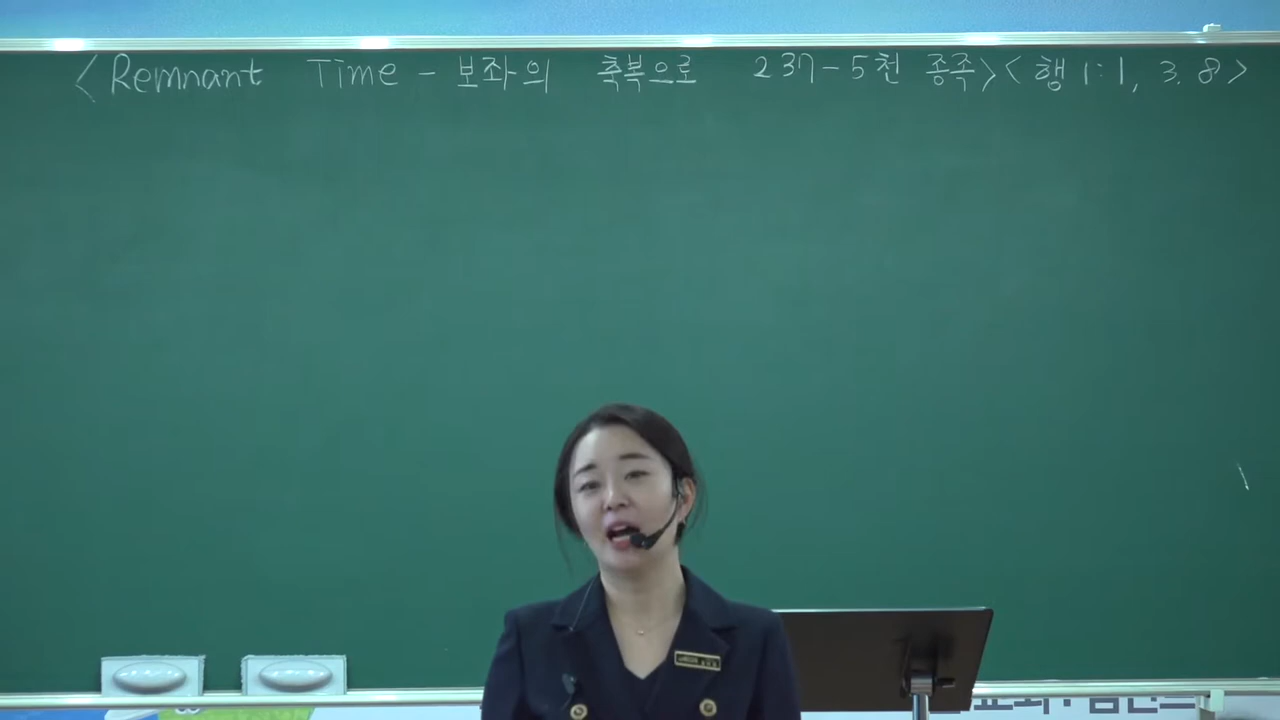 <Remnant Time - 보좌의 축복으로 237-5천 종족> <행 1:1, 3. 8>